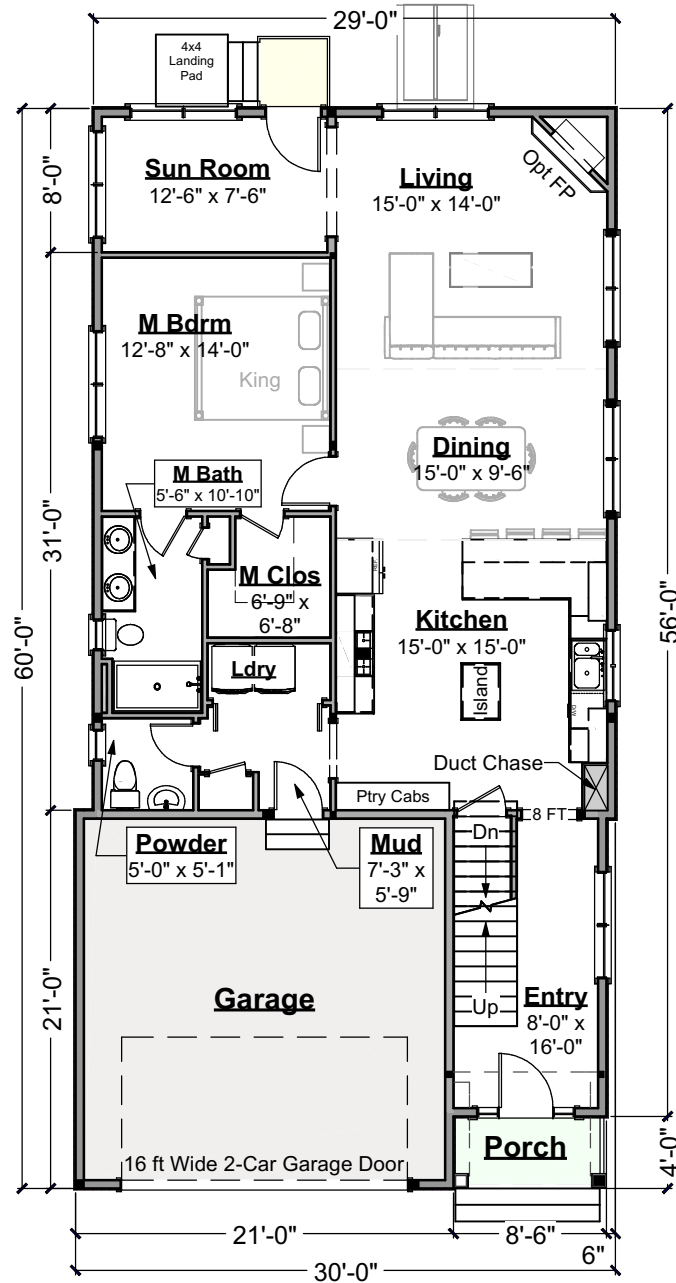 29'-0"
4x4
Landing
Pad
8'-0"
Sun Room
12'-6" x 7'-6"
Living
15'-0" x 14'-0"
Opt FP
M Bdrm
12'-8" x 14'-0"
King
Dining
15'-0" x 9'-6"
M Bath
5'-6" x 10'-10"
31'-0"
60'-0"
56'-0"
M Clos
6'-9" x
6'-8"
REF
Kitchen
15'-0" x 15'-0"
Ldry
Island
DW
Duct Chase
Ptry Cabs
8 FT
Dn
Powder
5'-0" x 5'-1"
Mud
7'-3" x
5'-9"
Garage
Up
Entry
8'-0" x
16'-0"
21'-0"
16 ft Wide 2-Car Garage Door
Porch
4'-0"
21'-0"
8'-6"
6"
30'-0"